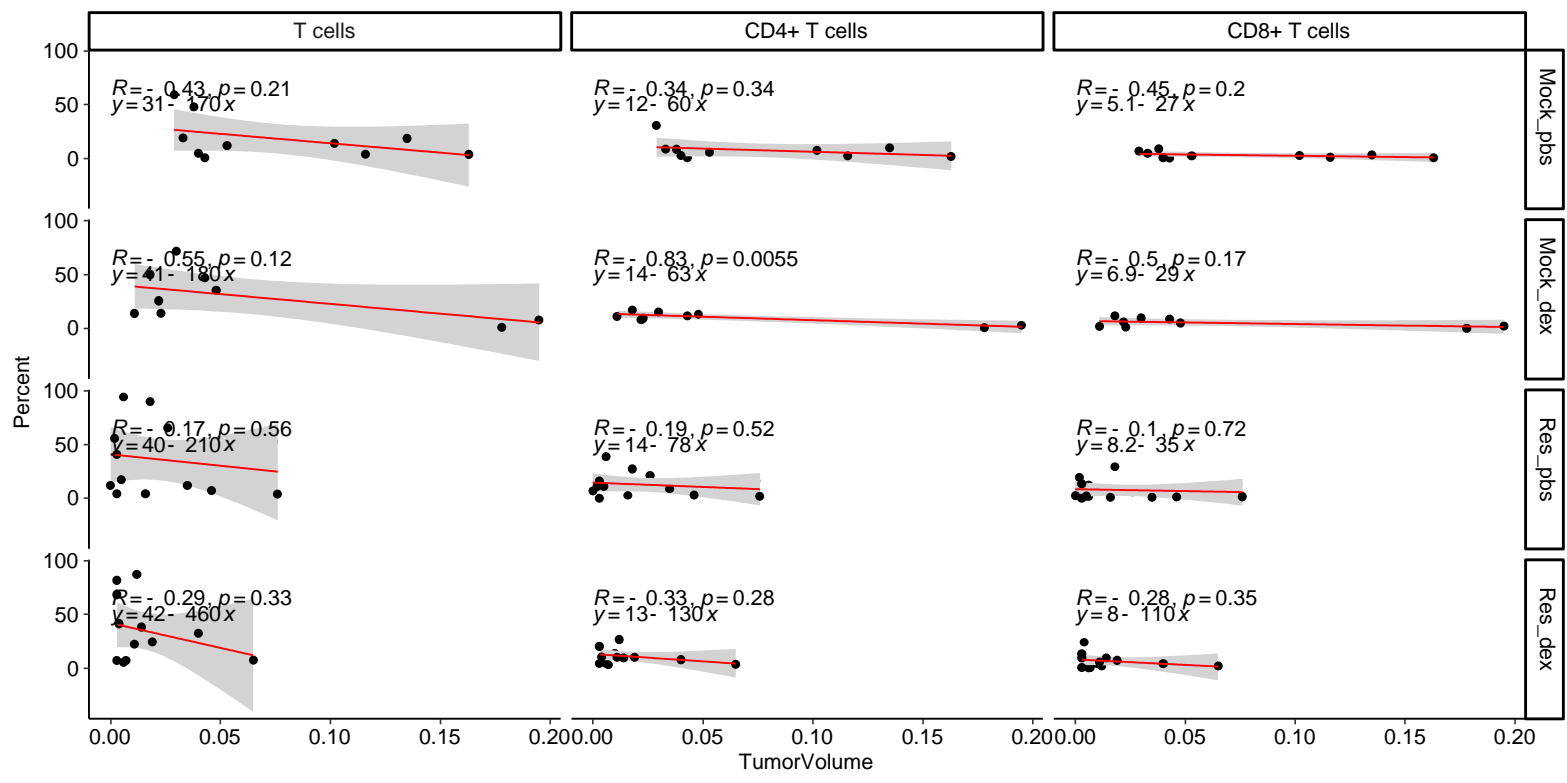 T cells
CD4+ T cells
CD8+ T cells
Percent
100
50
0
R = - 0.43, p = 0.21
y = 31 - 170 x
R = - 0.34, p = 0.34
y = 12 - 60 x
R = - 0.45, p = 0.2
y = 5.1 - 27 x
Mock_pbs
100
50
0
R = - 0.55, p = 0.12
y = 41 - 180 x
R = - 0.83, p = 0.0055
y = 14 - 63 x
R = - 0.5, p = 0.17
y = 6.9 - 29 x
Mock_dex
100
50
0
R = - 0.17, p = 0.56
y = 40 - 210 x
R = - 0.19, p = 0.52
y = 14 - 78 x
R = - 0.1, p = 0.72
y = 8.2 - 35 x
Res_pbs
100
50
0
R = - 0.29, p = 0.33
y = 42 - 460 x
R = - 0.33, p = 0.28
y = 13 - 130 x
R = - 0.28, p = 0.35
y = 8 - 110 x
Res_dex
0.00 0.05 0.10 0.15 0.20 0.00 0.05 0.10 0.15 0.20 0.00 0.05 0.10 0.15 0.20
TumorVolume